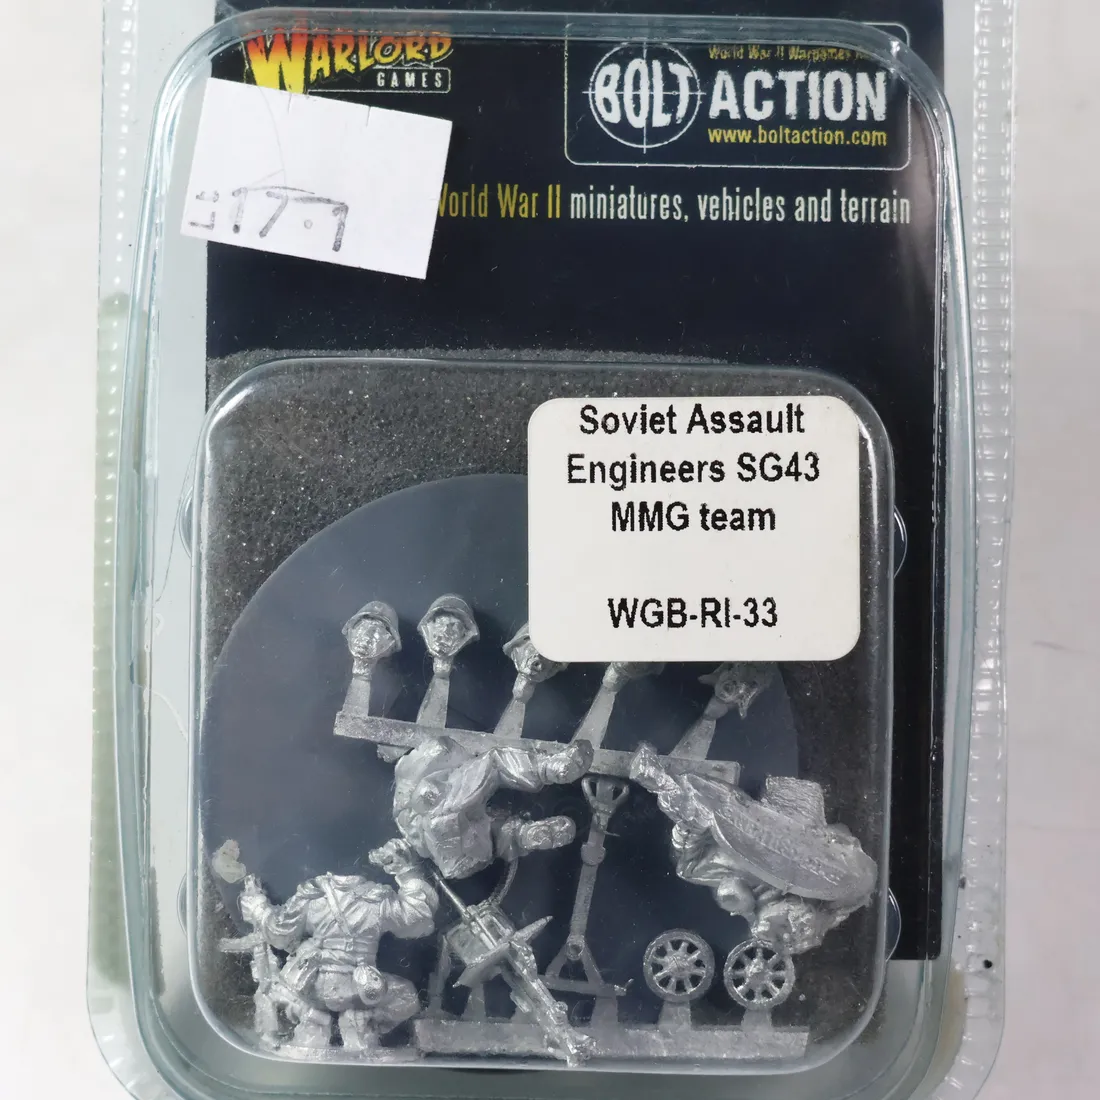 WARLORD
GAMES
World War II Wargames
BOLT ACTION
www.boltaction.com
World War II miniatures, vehicles and terrain
Soviet Assault
Engineers SG43
MMG team
WGB-RI-33